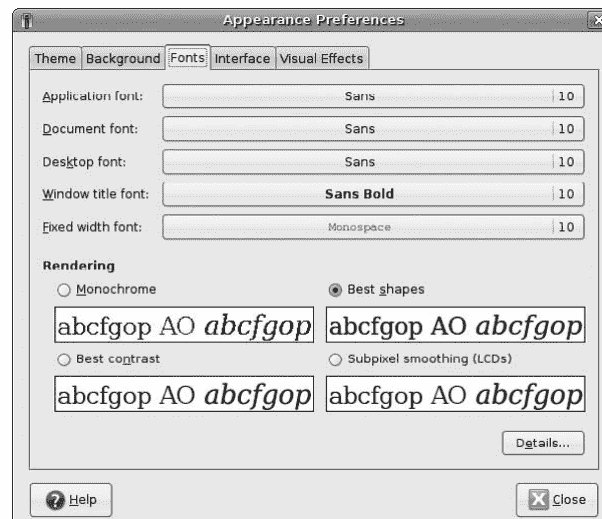 Appearance Preferences
Theme Background Fonts Interface Visual Effects
Application font: Sans 10
Document font: Sans 10
Desktop font: Sans 10
Window title font: Sans Bold 10
Fixed width font: Monospace 10
Rendering
Monochrome Best shapes
abcfgop AO abcfgop abcfgop AO abcfgop
Best contrast Subpixel smoothing (LCDs)
abcfgop AO abcfgop abcfgop AO abcfgop
Details...
Help Close